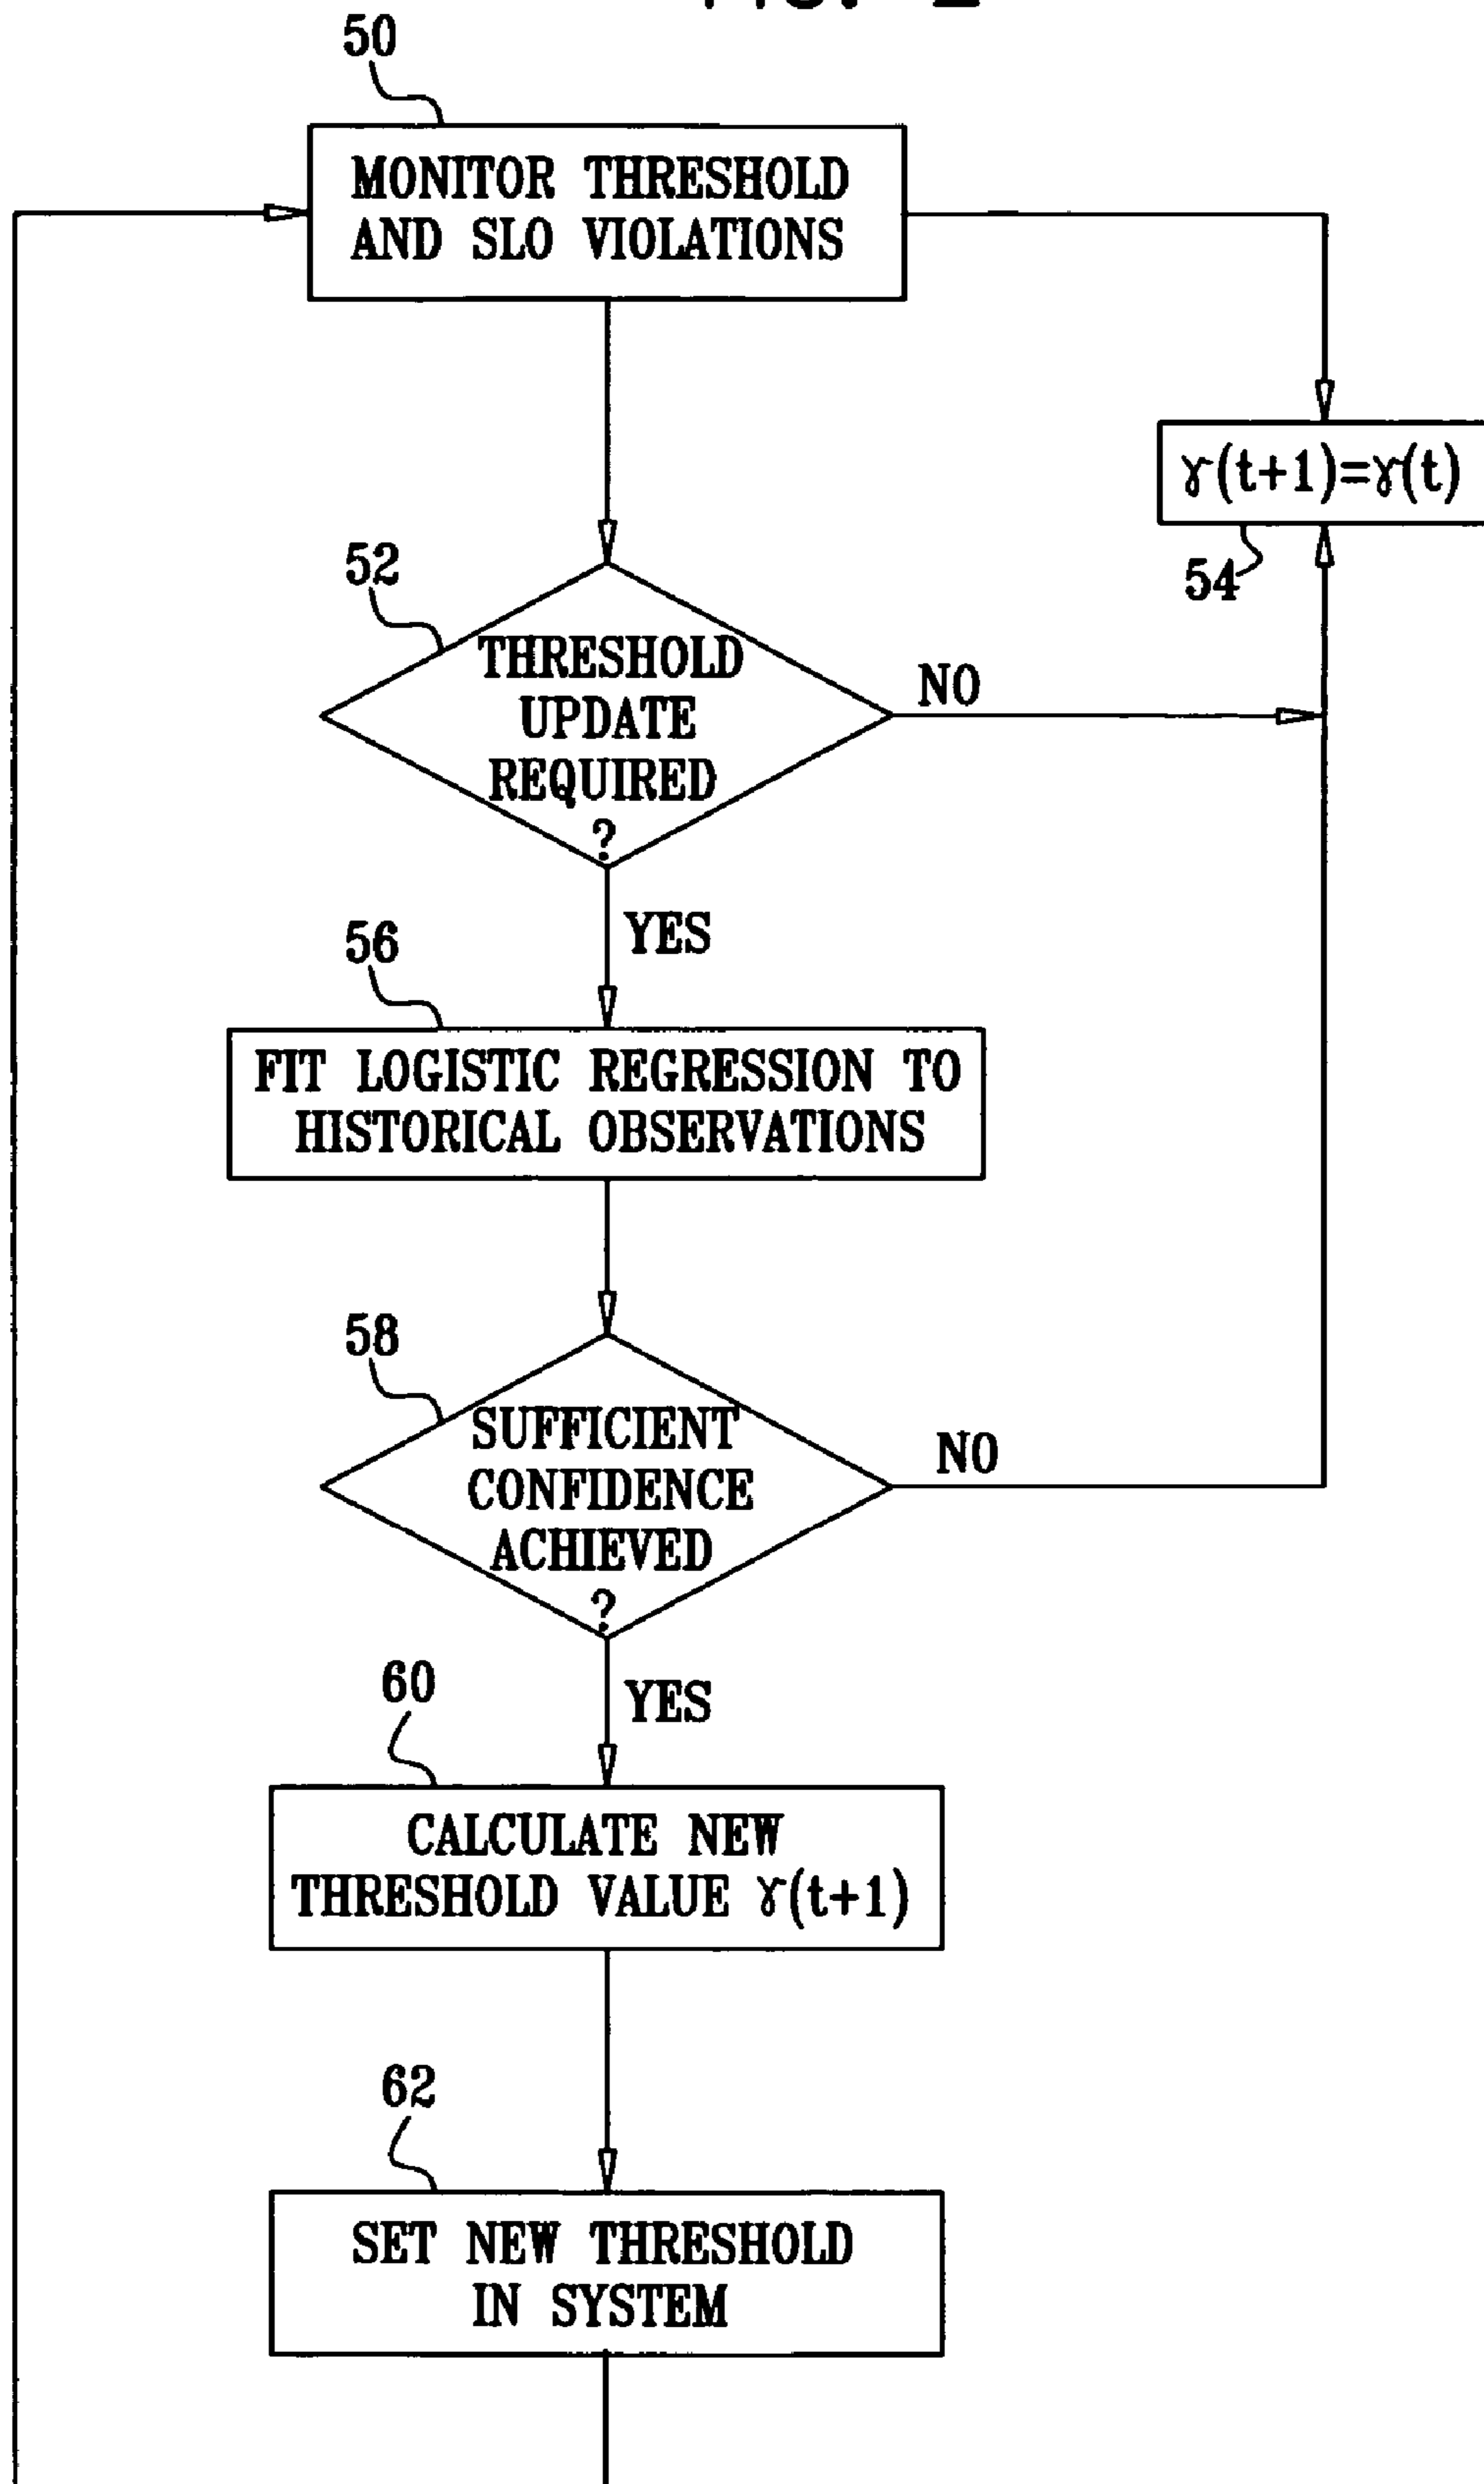 50
MONITOR THRESHOLD
AND SLO VIOLATIONS
γ(t+1)=γ(t)
54
52
THRESHOLD
UPDATE
REQUIRED
?
NO
YES
56
FIT LOGISTIC REGRESSION TO
HISTORICAL OBSERVATIONS
58
SUFFICIENT
CONFIDENCE
ACHIEVED
?
NO
YES
60
CALCULATE NEW
THRESHOLD VALUE γ(t+1)
62
SET NEW THRESHOLD
IN SYSTEM